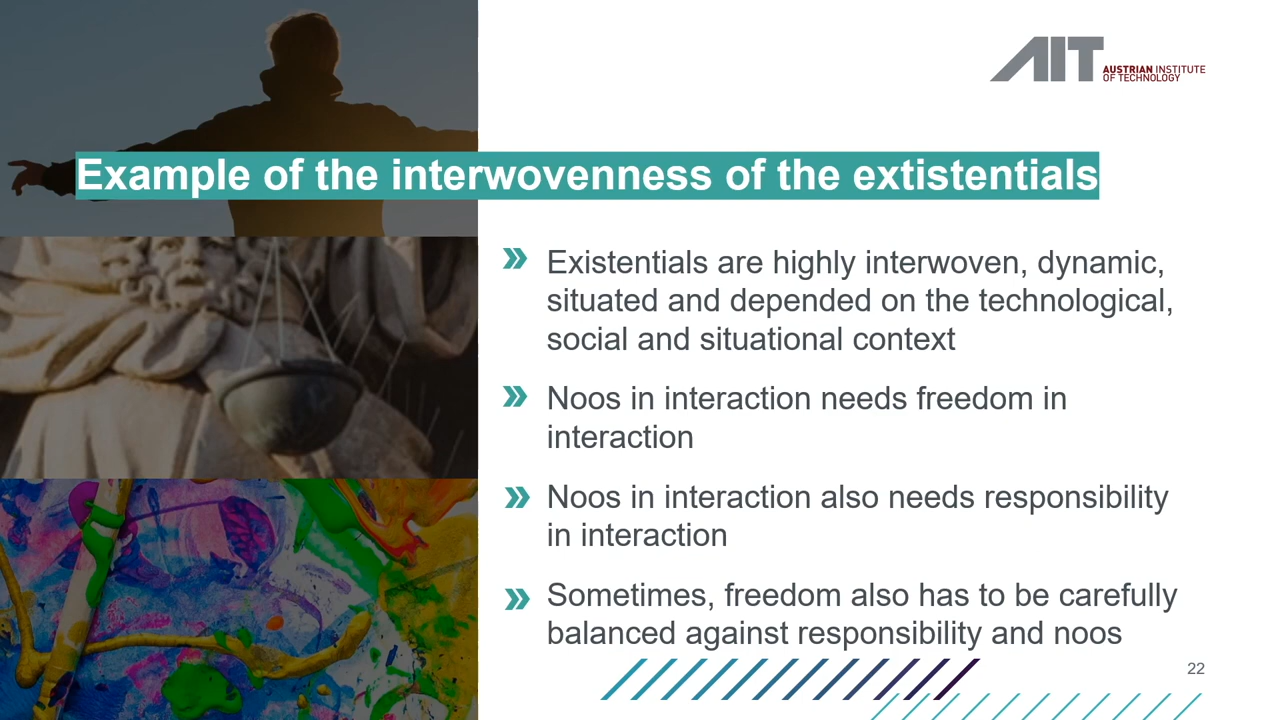 AIT AUSTRIAN INSTITUTE
OF TECHNOLOGY
Example of the interwovenness of the extistentials
Existentials are highly interwoven, dynamic,
situated and depended on the technological,
social and situational context
Noos in interaction needs freedom in
interaction
Noos in interaction also needs responsibility
in interaction
Sometimes, freedom also has to be carefully
balanced against responsibility and noos
22